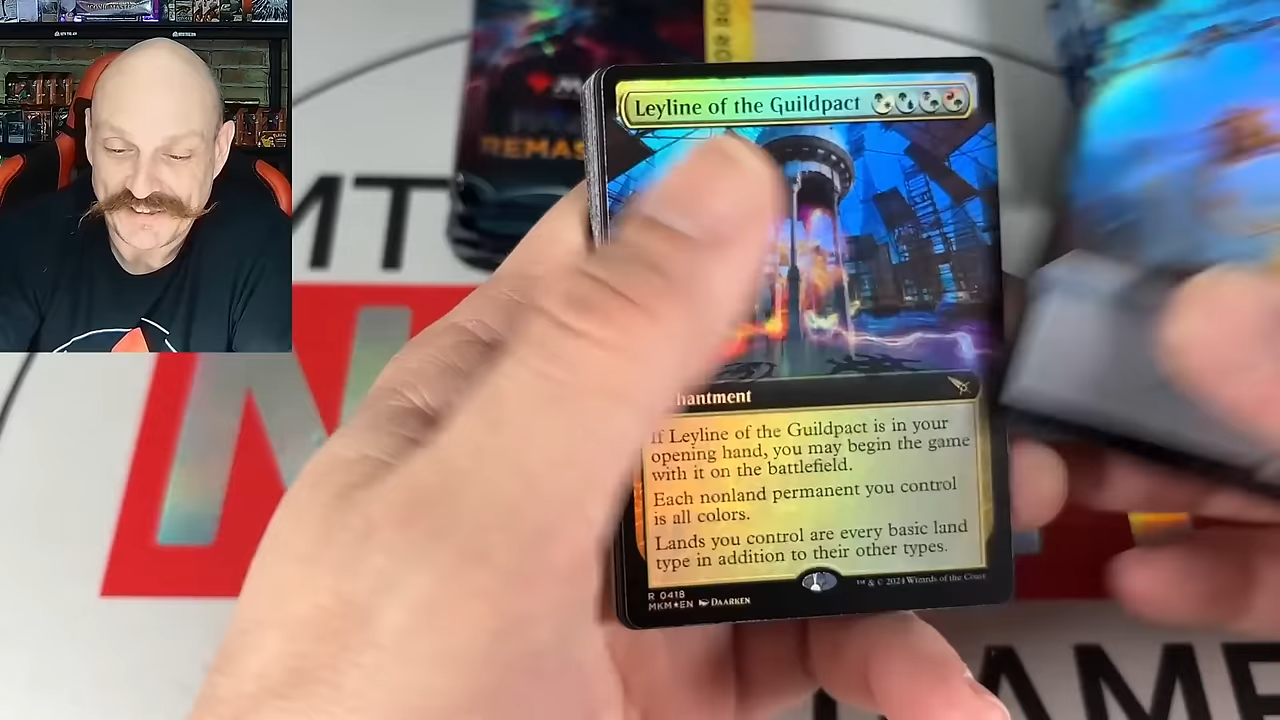 Leyline of the Guildpact
If Leyline of the Guildpact is in your
opening hand, you may begin the game
with it on the battlefield.
Each nonland permanent you control
is all colors.
Lands you control are every basic land
type in addition to their other types.
R 0418
MKM★EN DAARKEN
™ & © 2024 Wizards of the Coast
REMAS
MT
N